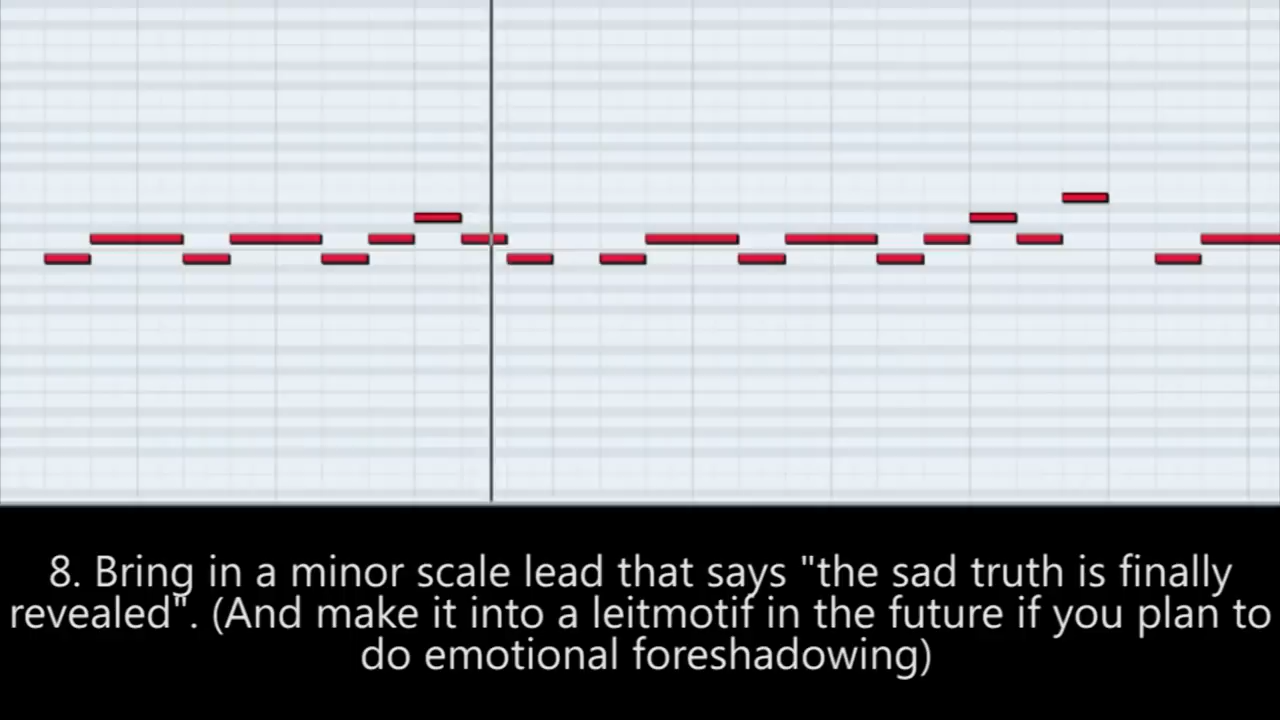 8. Bring in a minor scale lead that says "the sad truth is finally
revealed". (And make it into a leitmotif in the future if you plan to
do emotional foreshadowing)